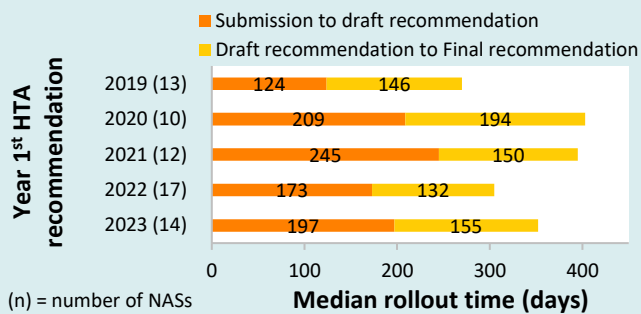 Submission to draft recommendation
Draft recommendation to Final recommendation
Year 1st HTA
recommendation
2019 (13) 124 146
2020 (10) 209 194
2021 (12) 245 150
2022 (17) 173 132
2023 (14) 197 155
0 100 200 300 400
(n) = number of NASs
Median rollout time (days)